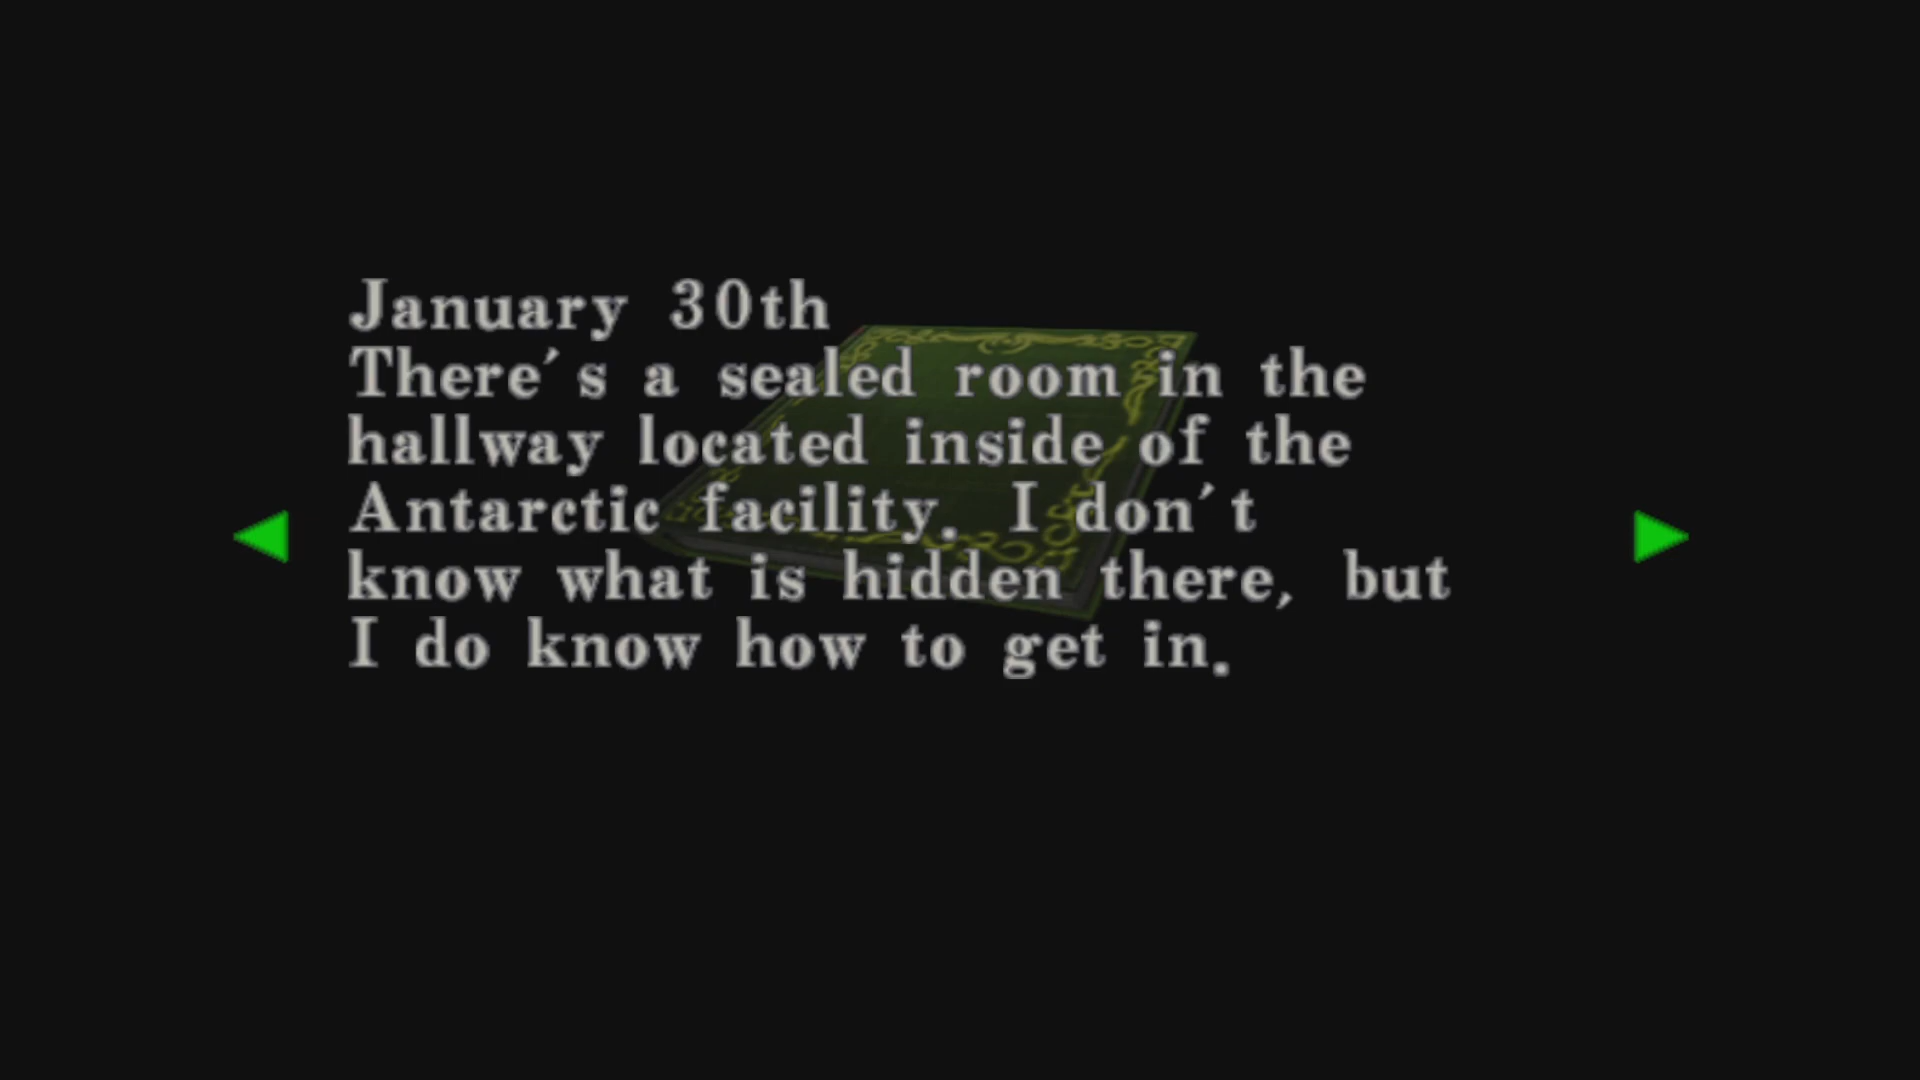 January 30th
There's a sealed room in the
hallway located inside of the
Antarctic facility. I don't
know what is hidden there, but
I do know how to get in.